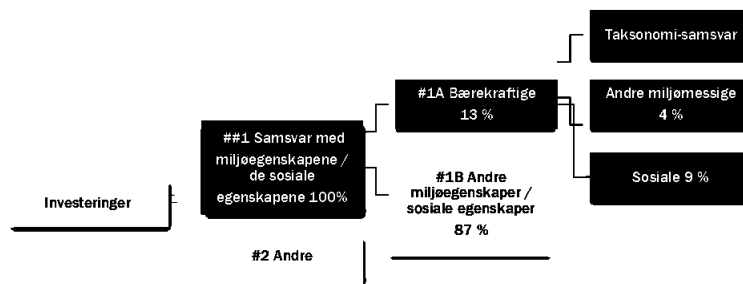 Investeringer
##1 Samsvar med
miljøegenskapene /
de sosiale
egenskapene 100%
#2 Andre
#1A Bærekraftige
13 %
#1B Andre
miljøegenskaper /
sosiale egenskaper
87 %
Taksonomi-samsvar
Andre miljømessige
4 %
Sosiale 9 %